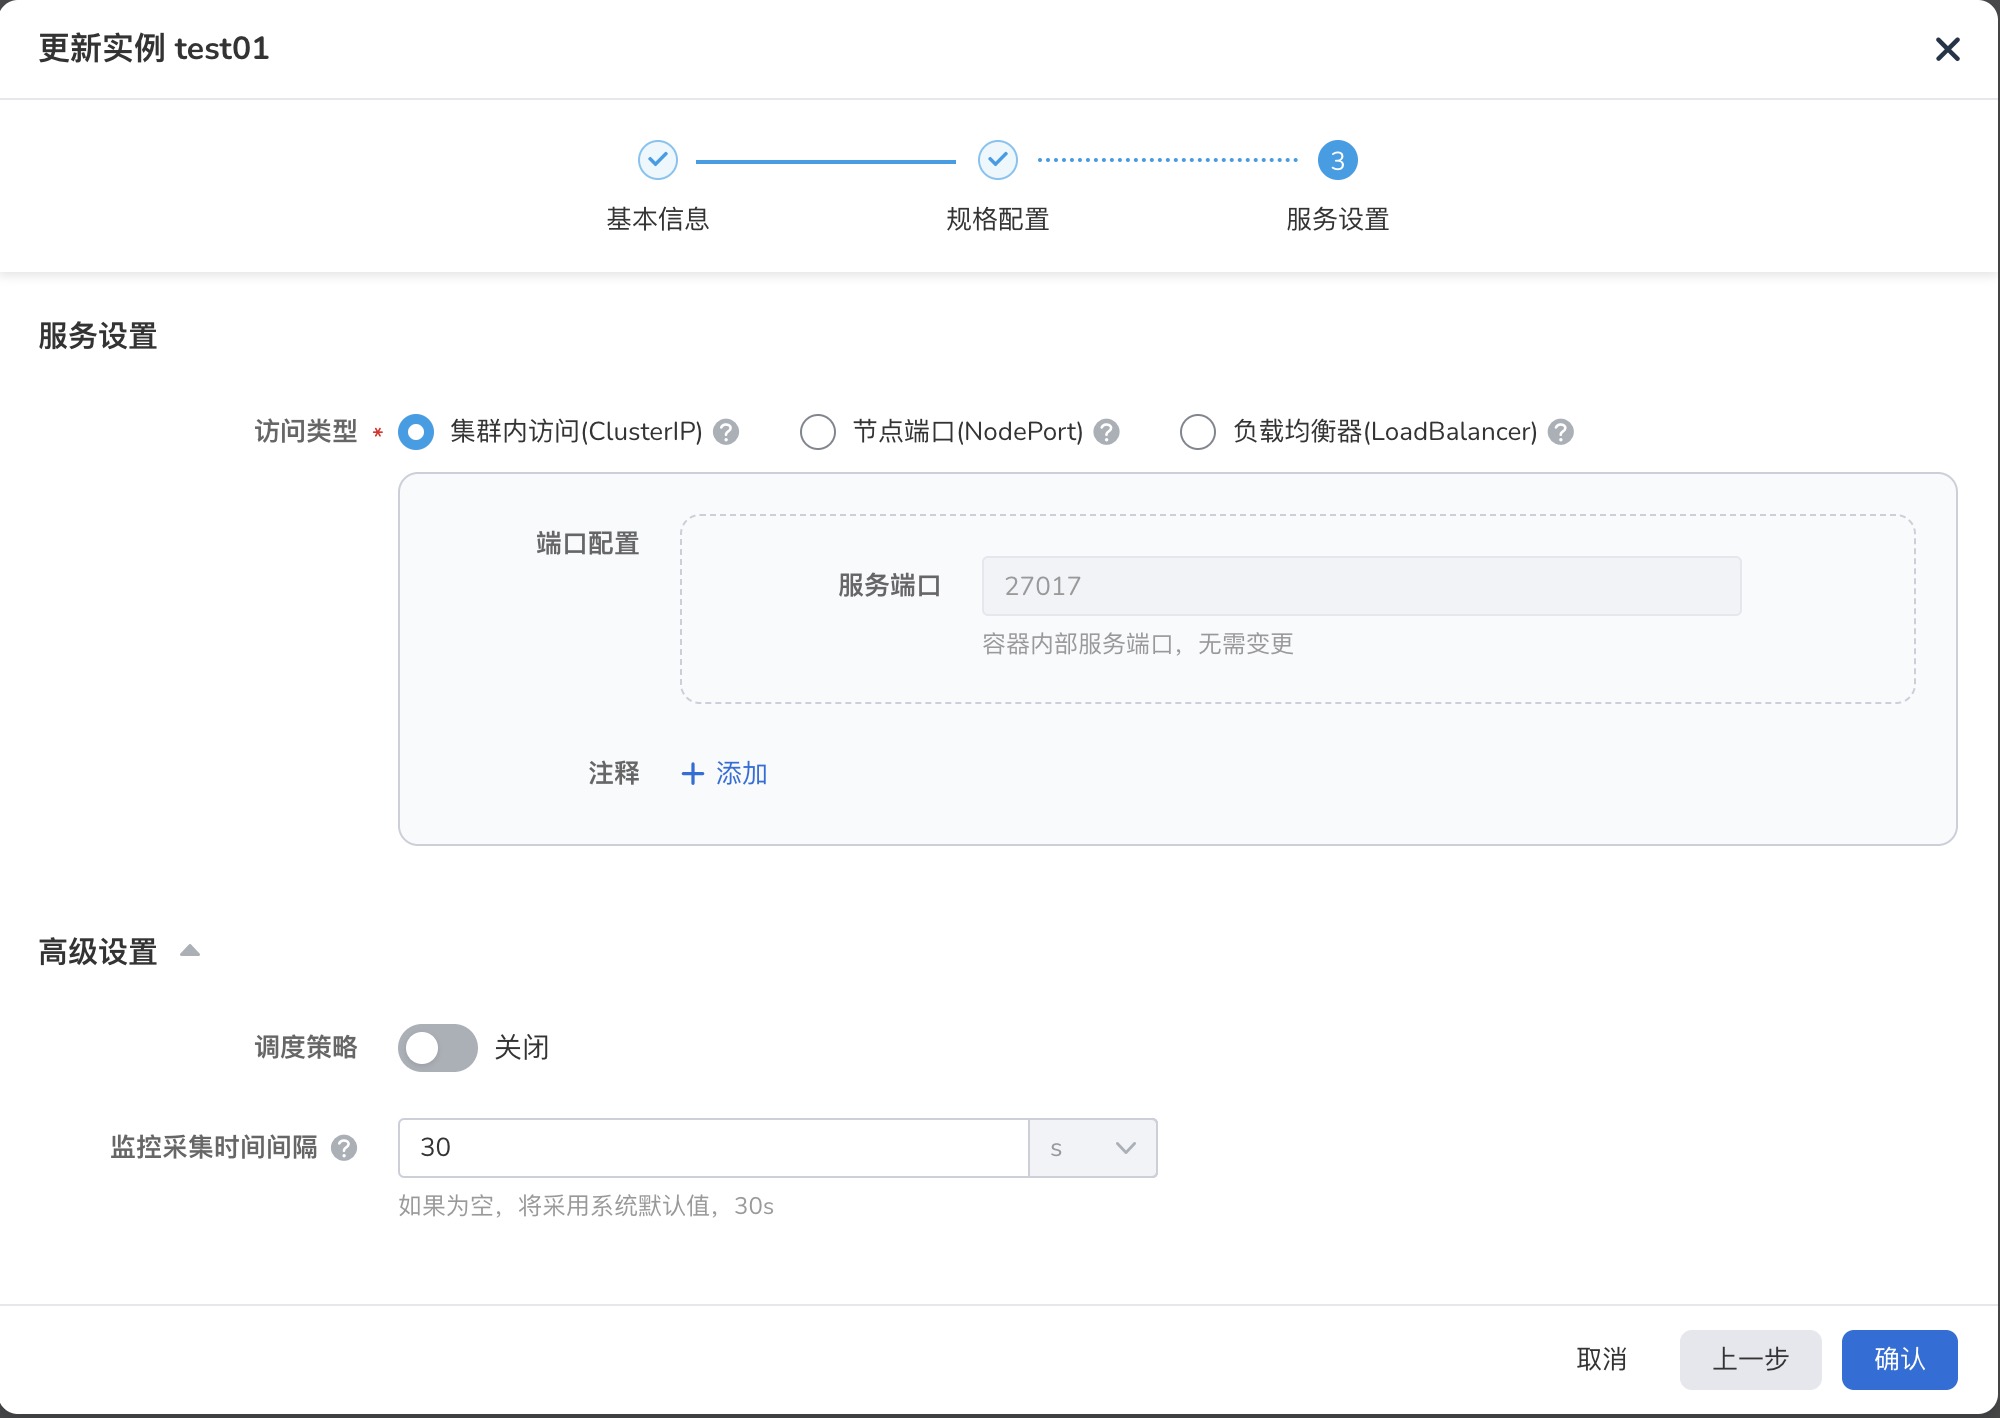 更新实例 test01
3
基本信息
规格配置
服务设置
服务设置
访问类型 *
集群内访问(ClusterIP) ?
节点端口(NodePort) ?
负载均衡器(LoadBalancer) ?
端口配置
服务端口
27017
容器内部服务端口，无需变更
注释
+ 添加
高级设置
调度策略
关闭
监控采集时间间隔 ?
30
s
如果为空，将采用系统默认值，30s
取消
上一步
确认